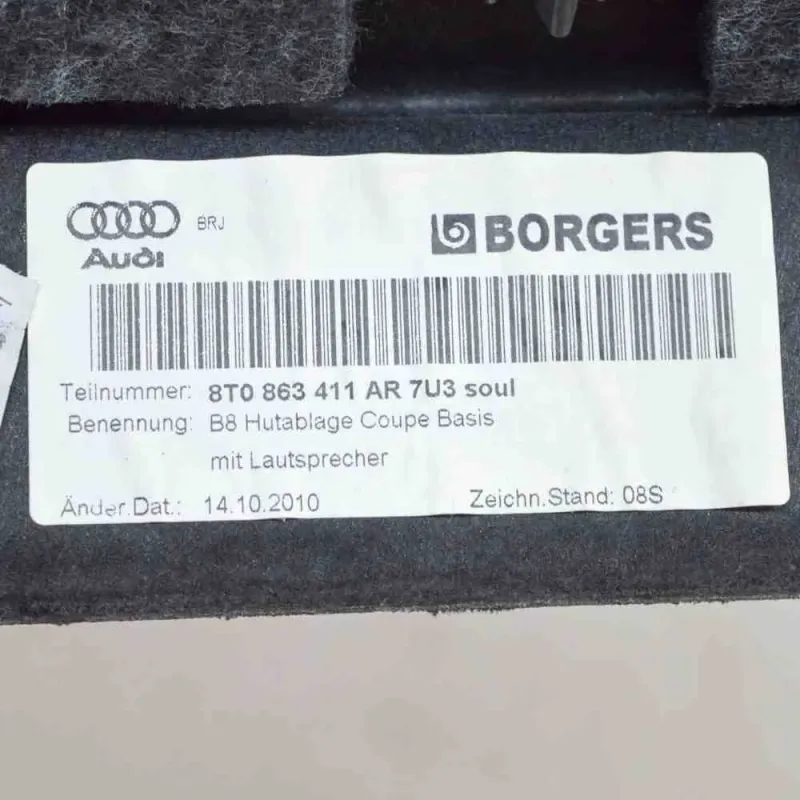 Audi BRJ BORGERS
Teilnummer: 8T0 863 411 AR 7U3 soul
Benennung: B8 Hutablage Coupe Basis
mit Lautsprecher
Änder.Dat.: 14.10.2010 Zeichn.Stand: 08S